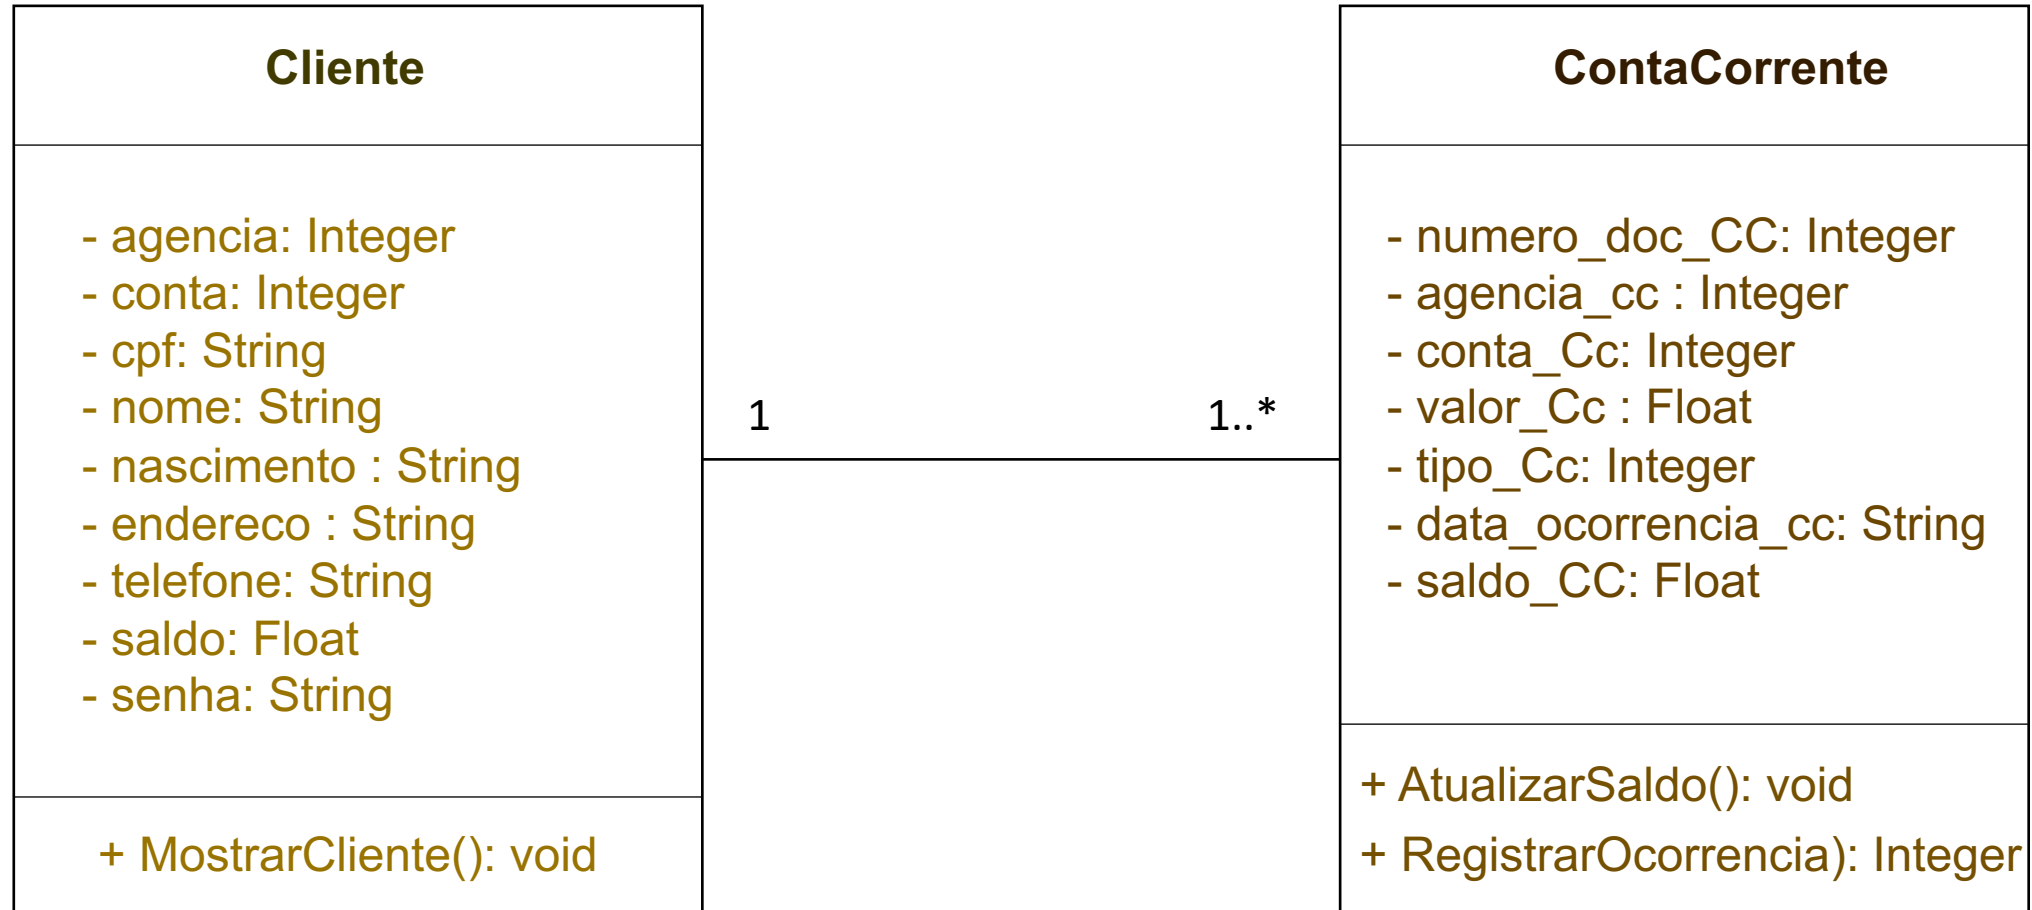 Cliente
- agencia: Integer
- conta: Integer
- cpf: String
- nome: String
- nascimento : String
- endereco : String
- telefone: String
- saldo: Float
- senha: String
+ MostrarCliente(): void
1
1..*
ContaCorrente
- numero_doc_CC: Integer
- agencia_cc : Integer
- conta_Cc: Integer
- valor_Cc : Float
- tipo_Cc: Integer
- data_ocorrencia_cc: String
- saldo_CC: Float
+ AtualizarSaldo(): void
+ RegistrarOcorrencia): Integer